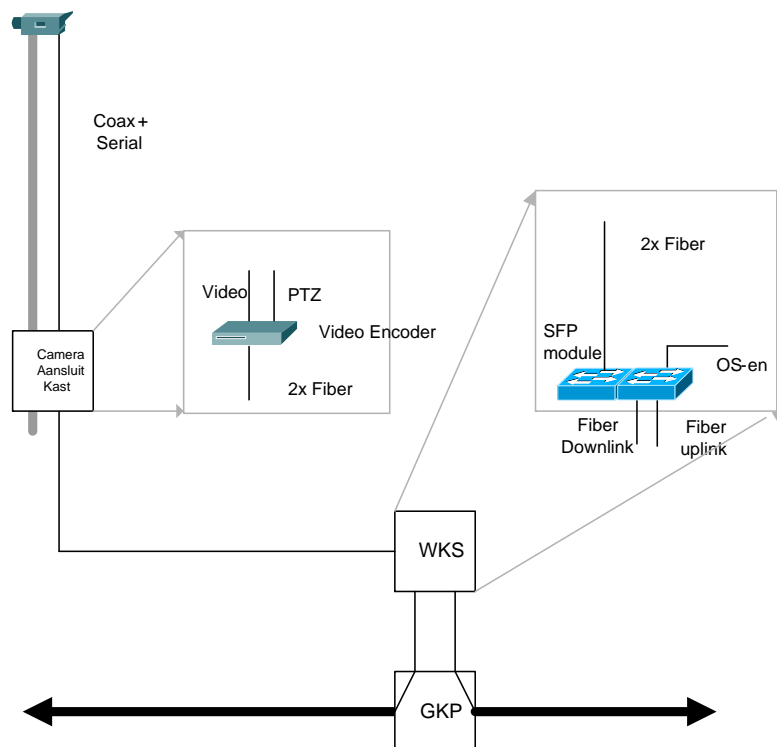 Coax+
Serial
Camera
Aansluit
Kast
Video
PTZ
Video Encoder
2x Fiber
2x Fiber
SFP
module
OS-en
Fiber
Downlink
Fiber
uplink
WKS
GKP